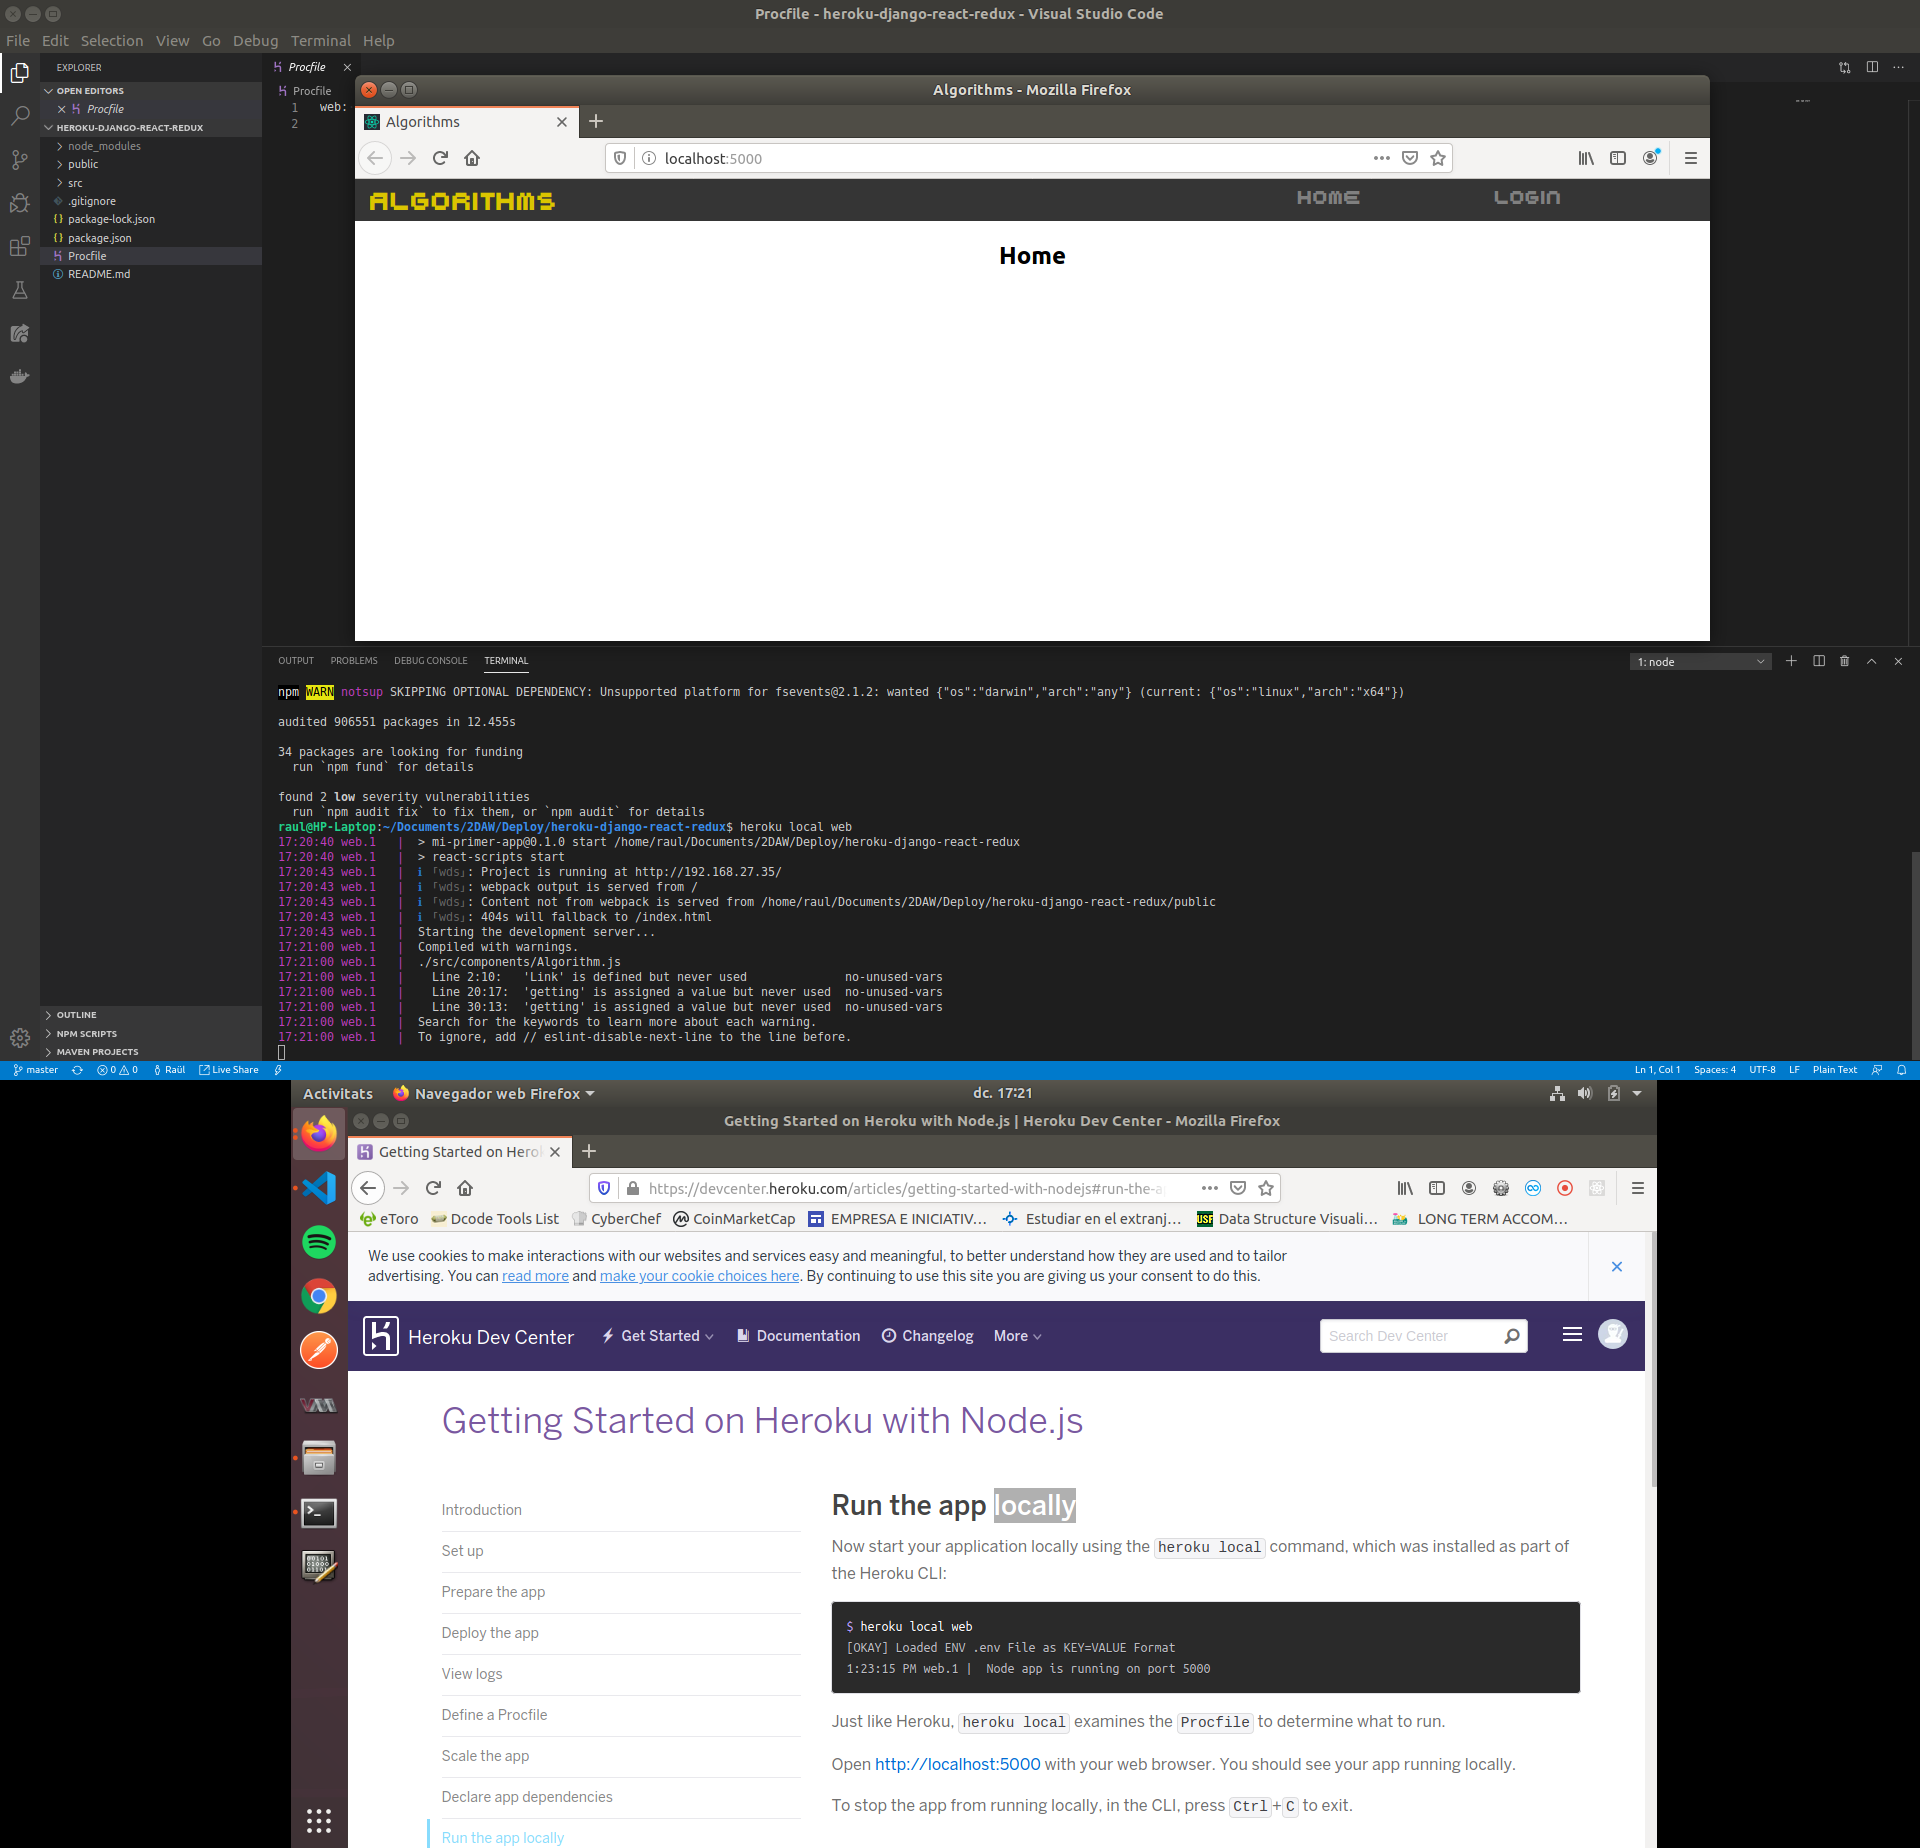 Procfile - heroku-django-react-redux - Visual Studio Code
File Edit Selection View Go Debug Terminal Help
EXPLORER
OPEN EDITORS
Procfile
HEROKU-DJANGO-REACT-REDUX
node_modules
public
src
.gitignore
package-lock.json
package.json
Procfile
README.md
OUTLINE
NPM SCRIPTS
MAVEN PROJECTS
Procfile
Procfile
1 web:
2
Algorithms - Mozilla Firefox
Algorithms
localhost:5000
ALGORITHMS HOME LOGIN
Home
OUTPUT PROBLEMS DEBUG CONSOLE TERMINAL 1: node
npm WARN notsup SKIPPING OPTIONAL DEPENDENCY: Unsupported platform for fsevents@2.1.2: wanted {"os":"darwin","arch":"any"} (current: {"os":"linux","arch":"x64"})
audited 906551 packages in 12.455s
34 packages are looking for funding
run `npm fund` for details
found 2 low severity vulnerabilities
run `npm audit fix` to fix them, or `npm audit` for details
raul@HP-Laptop:~/Documents/2DAW/Deploy/heroku-django-react-redux$ heroku local web
17:20:40 web.1 | > mi-primer-app@0.1.0 start /home/raul/Documents/2DAW/Deploy/heroku-django-react-redux
17:20:40 web.1 | > react-scripts start
17:20:43 web.1 | ℹ ｢wds｣: Project is running at http://192.168.27.35/
17:20:43 web.1 | ℹ ｢wds｣: webpack output is served from /
17:20:43 web.1 | ℹ ｢wds｣: Content not from webpack is served from /home/raul/Documents/2DAW/Deploy/heroku-django-react-redux/public
17:20:43 web.1 | ℹ ｢wds｣: 404s will fallback to /index.html
17:20:43 web.1 | Starting the development server...
17:21:00 web.1 | Compiled with warnings.
17:21:00 web.1 | ./src/components/Algorithm.js
17:21:00 web.1 | Line 2:10: 'Link' is defined but never used no-unused-vars
17:21:00 web.1 | Line 20:17: 'getting' is assigned a value but never used no-unused-vars
17:21:00 web.1 | Line 30:13: 'getting' is assigned a value but never used no-unused-vars
17:21:00 web.1 | Search for the keywords to learn more about each warning.
17:21:00 web.1 | To ignore, add // eslint-disable-next-line to the line before.
master 0 0 Raül Live Share Ln 1, Col 1 Spaces: 4 UTF-8 LF Plain Text
Activitats Navegador web Firefox dc. 17:21
Getting Started on Heroku with Node.js | Heroku Dev Center - Mozilla Firefox
Getting Started on Herok
https://devcenter.heroku.com/articles/getting-started-with-nodejs#run-the-a
eToro Dcode Tools List CyberChef CoinMarketCap EMPRESA E INICIATIV… Estudiar en el extranj… Data Structure Visuali… LONG TERM ACCOM…
We use cookies to make interactions with our websites and services easy and meaningful, to better understand how they are used and to tailor
advertising. You can read more and make your cookie choices here. By continuing to use this site you are giving us your consent to do this.
Heroku Dev Center Get Started Documentation Changelog More Search Dev Center
Getting Started on Heroku with Node.js
Introduction
Set up
Prepare the app
Deploy the app
View logs
Define a Procfile
Scale the app
Declare app dependencies
Run the app locally
Run the app locally
Now start your application locally using the heroku local command, which was installed as part of
the Heroku CLI:
$ heroku local web
[OKAY] Loaded ENV .env File as KEY=VALUE Format
1:23:15 PM web.1 | Node app is running on port 5000
Just like Heroku, heroku local examines the Procfile to determine what to run.
Open http://localhost:5000 with your web browser. You should see your app running locally.
To stop the app from running locally, in the CLI, press Ctrl+C to exit.